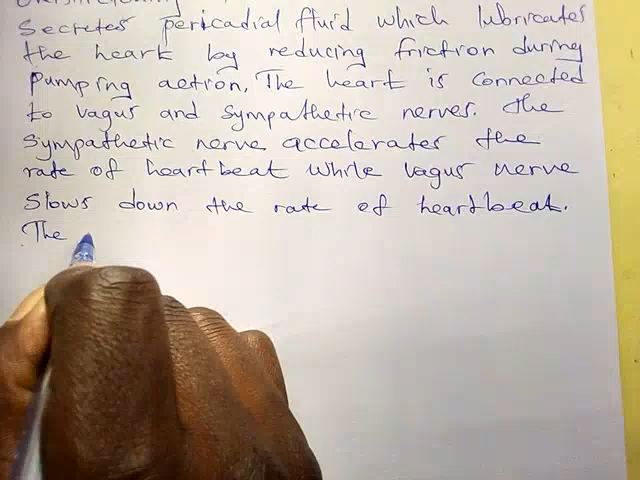 Secretes pericadial fluid which lubricates
the heart by reducing friction during
pumping action. The heart is connected
to vagus and sympathetic nerves. The
sympathetic nerve accelerates the
rate of heartbeat while vagus nerve
slows down the rate of heartbeat.
The